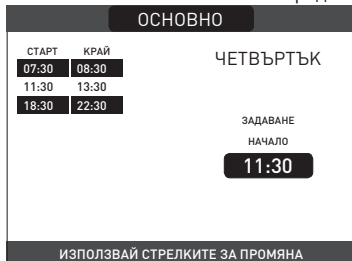 ОСНОВНО
СТАРТ КРАЙ
07:30 08:30
11:30 13:30
18:30 22:30
ЧЕТВЪРТЪК
ЗАДАВАНЕ
НАЧАЛО
11:30
ИЗПОЛЗВАЙ СТРЕЛКИТЕ ЗА ПРОМЯНА